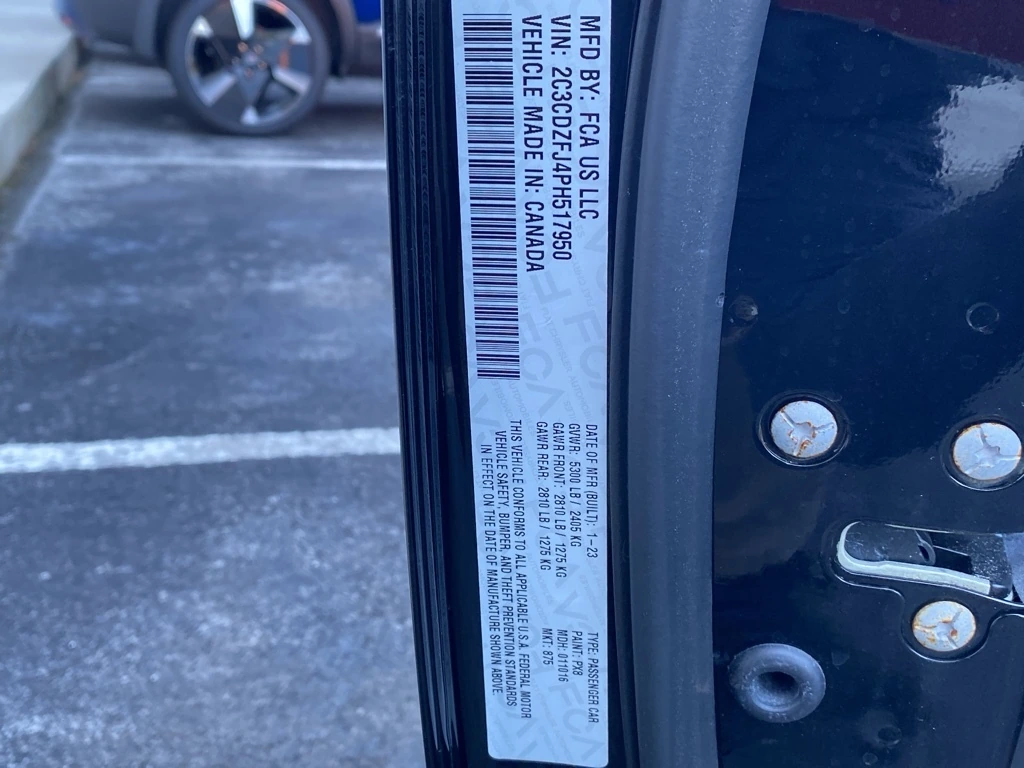 MFD BY: FCA US LLC
VIN: 2C3CDZFJ4PH517950
VEHICLE MADE IN: CANADA
DATE OF MFR (BUILT): 1-23
GVWR: 5300 LB / 2405 KG
GAWR FRONT: 2810 LB / 1275 KG
GAWR REAR: 2810 LB / 1275 KG
TYPE: PASSENGER CAR
PAINT: PX8
MDH: 011016
MKT: 875
THIS VEHICLE CONFORMS TO ALL APPLICABLE U.S.A. FEDERAL MOTOR
VEHICLE SAFETY, BUMPER, AND THEFT PREVENTION STANDARDS
IN EFFECT ON THE DATE OF MANUFACTURE SHOWN ABOVE.
FCA